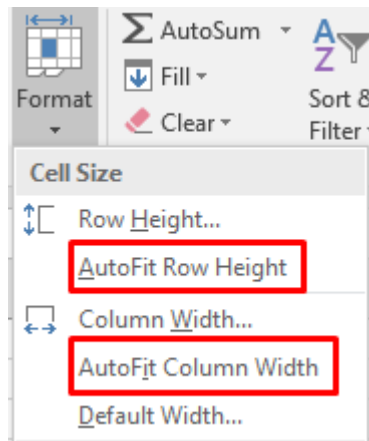 AutoSum
Fill
Clear
Format
A
Z
Sort &
Filter
Cell Size
Row Height...
AutoFit Row Height
Column Width...
AutoFit Column Width
Default Width...